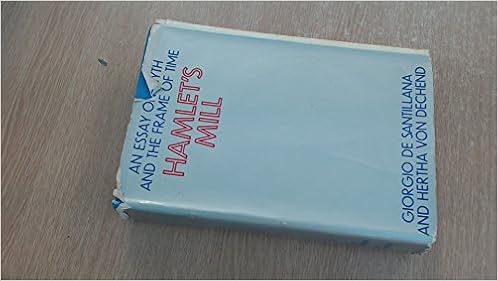 AN ESSAY
AND THE FRAME OF TIME
HAMLET'S
MILL
GIORGIO DE SANTILLANA
AND HERTHA VON DECHEND